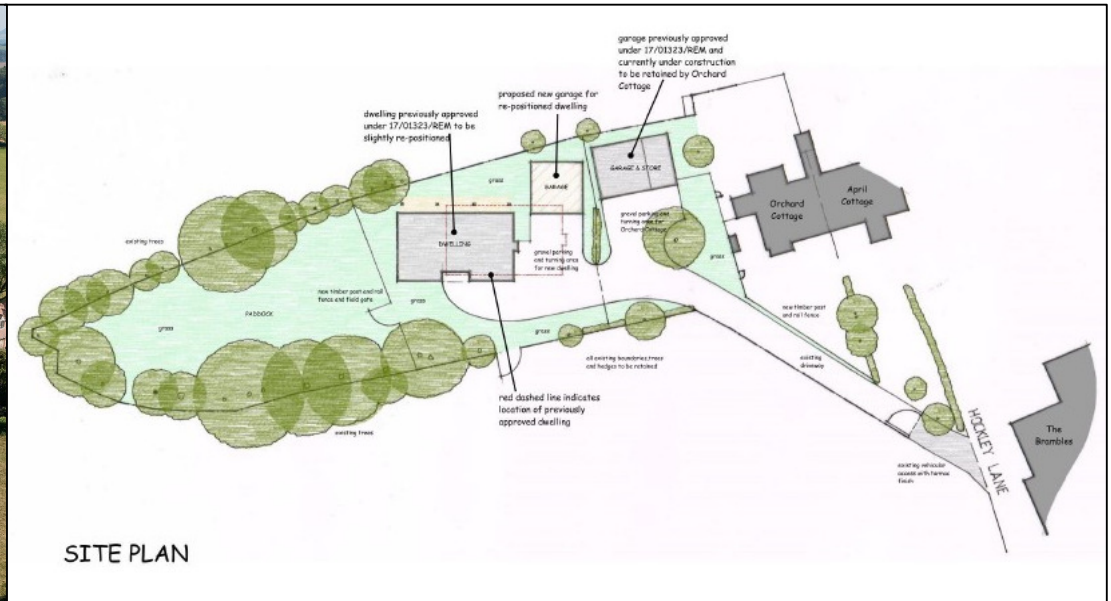 garage previously approved
under 17/01323/REM and
currently under construction
to be retained by Orchard
Cottage
proposed new garage for
re-positioned dwelling
dwelling previously approved
under 17/01323/REM to be
slightly re-positioned
grass
GARAGE
GARAGE & STORE
Orchard
Cottage
April
Cottage
gravel parking and
turning area for
Orchard Cottage
existing trees
DWELLING
gravel parking
and turning area
for new dwelling
grass
new timber post and rail
fence and field gate
grass
PADDOCK
grass
grass
new timber post
and rail fence
all existing boundaries, trees
and hedges to be retained
existing
driveway
red dashed line indicates
location of previously
approved dwelling
existing trees
HOCKLEY LANE
The
Brambles
existing vehicular
access with tarmac
finish
SITE PLAN